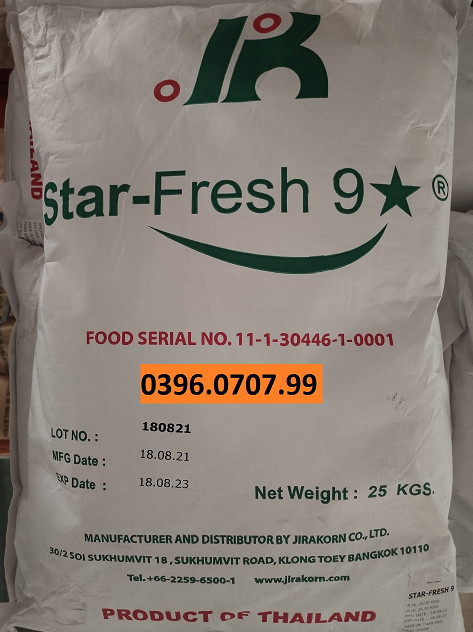 JK
AILAND
Star-Fresh 9★®
FOOD SERIAL NO. 11-1-30446-1-0001
0396.0707.99
LOT NO. : 180821
MFG Date : 18.08.21
EXP Date : 18.08.23
Net Weight : 25 KGS.
MANUFACTURER AND DISTRIBUTOR BY JIRAKORN CO., LTD.
30/2 SOI SUKHUMVIT 18 , SUKHUMVIT ROAD, KLONG TOEY BANGKOK 10110
Tel. +66-2259-6500-1 www.jirakorn.com
STAR-FRESH 9
PRODUCT OF THAILAND